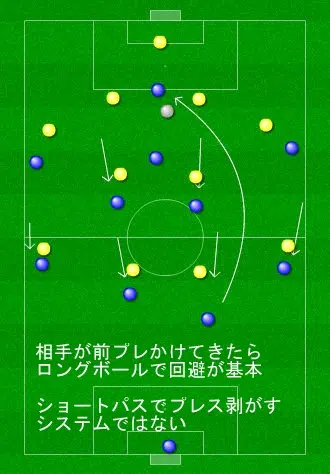 相手が前プレかけてきたら
ロングボールで回避が基本
ショートパスでプレス剥がす
システムではない